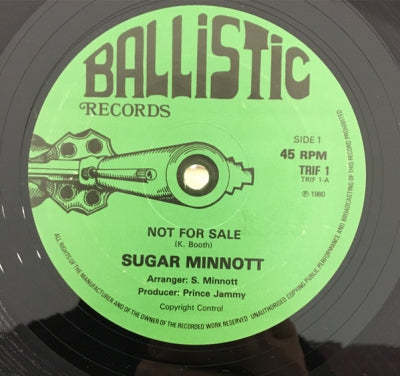 BALLISTIC
RECORDS
SIDE 1
45 RPM
TRIF 1
TRIF 1-A
℗ 1980
NOT FOR SALE
(K. Booth)
SUGAR MINNOTT
Arranger: S. Minnott
Producer: Prince Jammy
Copyright Control
ALL RIGHTS OF THE MANUFACTURER AND OF THE OWNER OF THE RECORDED WORK RESERVED UNAUTHORISED COPYING PUBLIC PERFORMANCE AND BROADCASTING OF THIS RECORD PROHIBITED